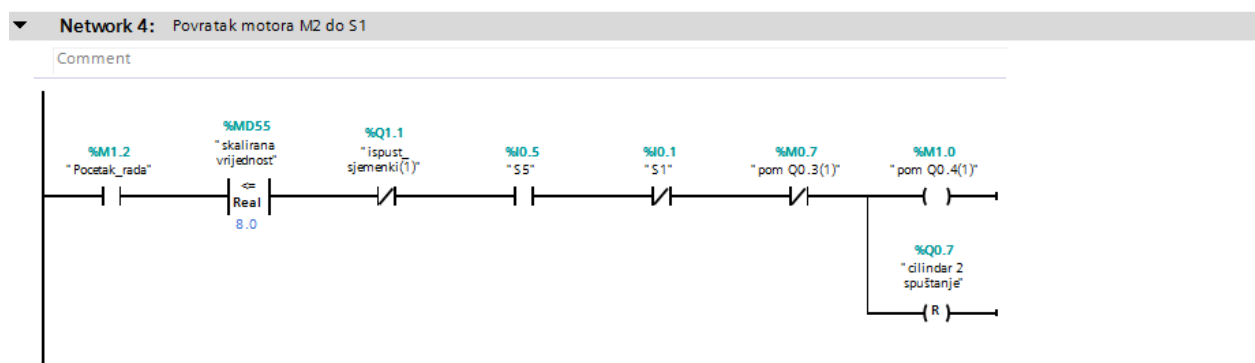 Network 4: Povratak motora M2 do S1
Comment
%M1.2
"Pocetak_rada"
%MD55
"skalirana
vrijednost"
<=
Real
8.0
%Q1.1
"ispust_
sjemenki(1)"
%I0.5
"S5"
%I0.1
"S1"
%M0.7
"pom Q0.3(1)"
%M1.0
"pom Q0.4(1)"
%Q0.7
"cilindar 2
spuštanje"
R